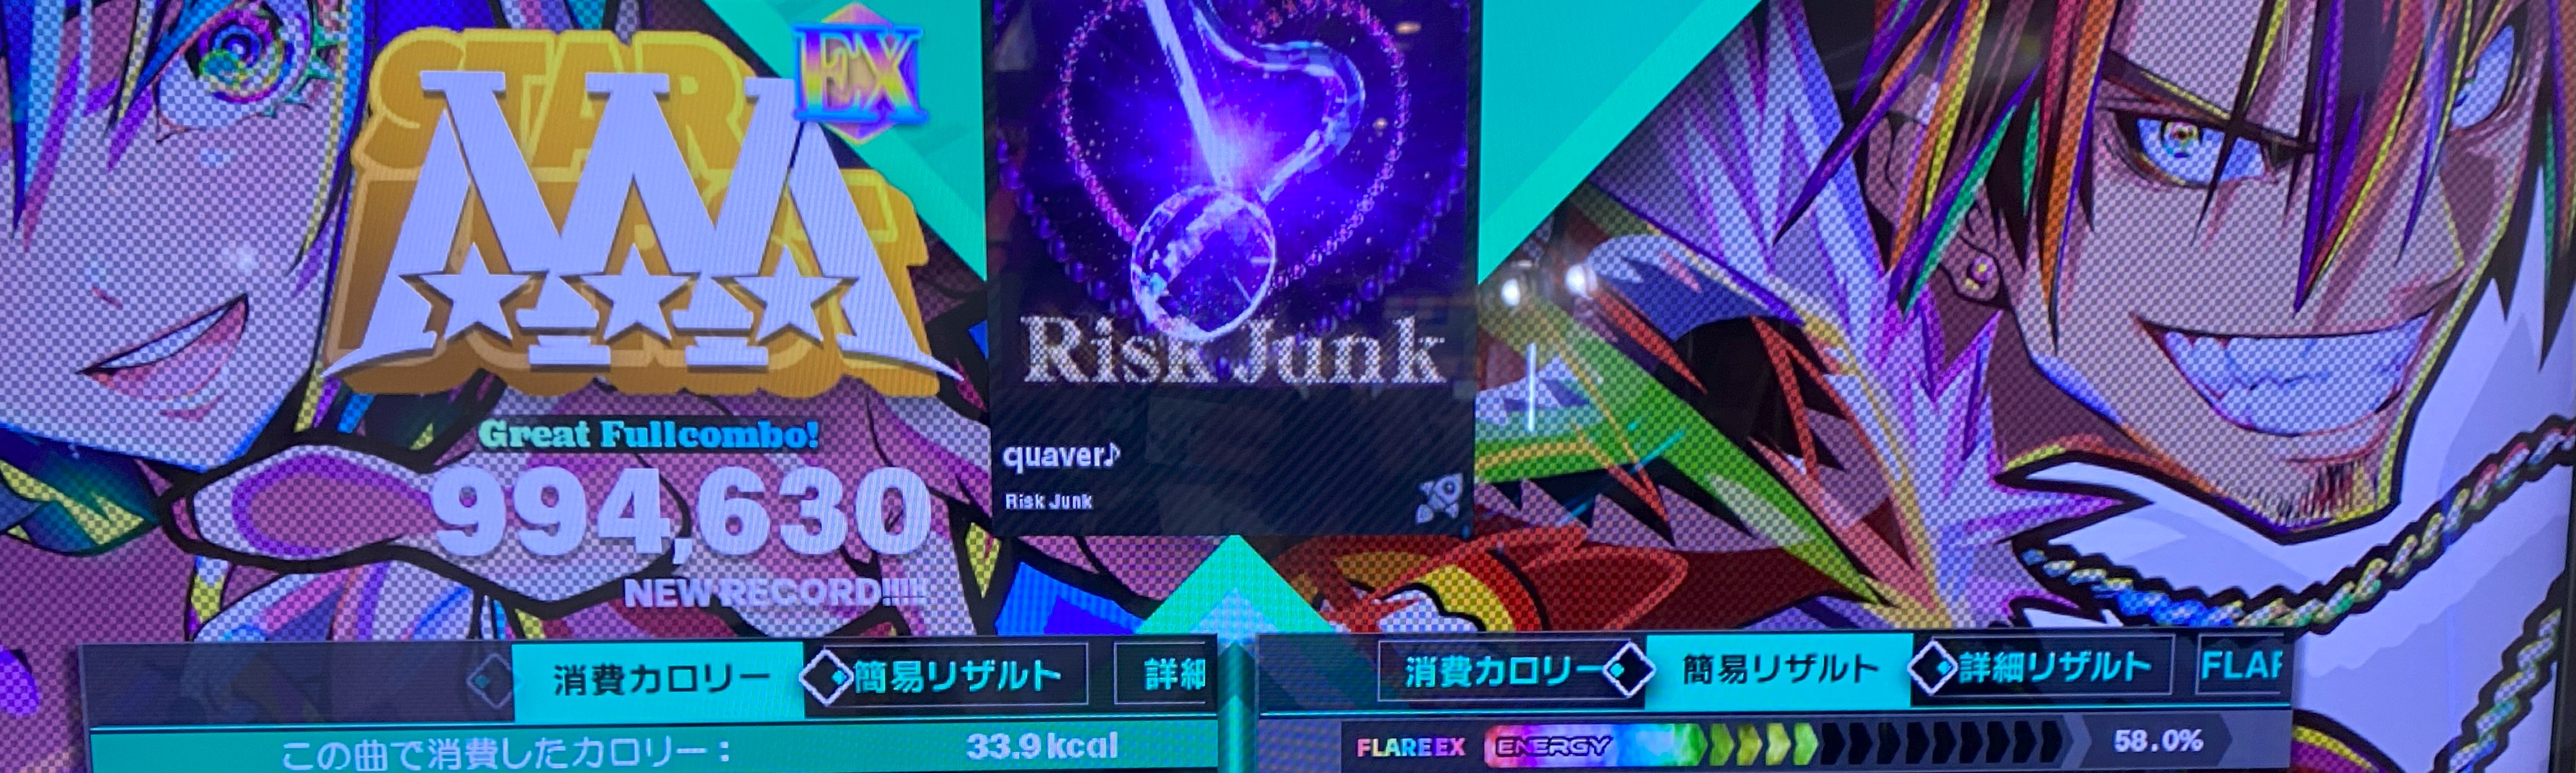 EX
STAR
AAA
Great Fullcombo!
994,630
NEW RECORD!!!!!
Risk Junk
quaver♪
Risk Junk
消費カロリー
簡易リザルト
詳細
この曲で消費したカロリー：
33.9kcal
消費カロリー
簡易リザルト
詳細リザルト
FLAR
FLARE EX
ENERGY
58.0%